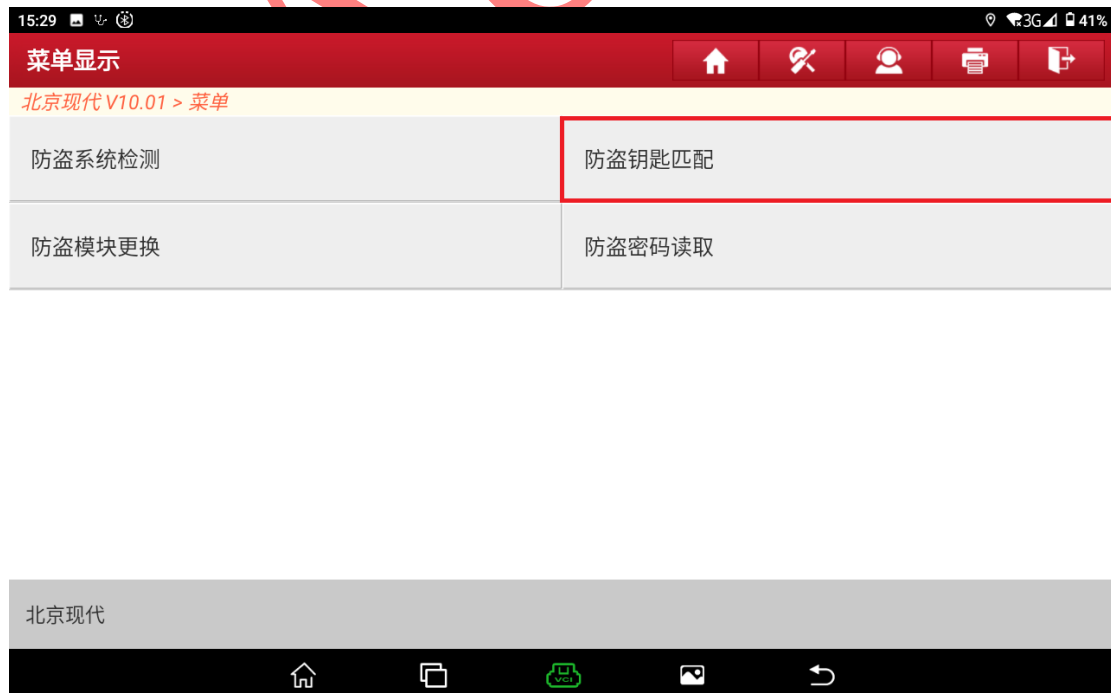 15:29 3G 41%
菜单显示
北京现代 V10.01 > 菜单
防盗系统检测 防盗钥匙匹配
防盗模块更换 防盗密码读取
北京现代
VCI